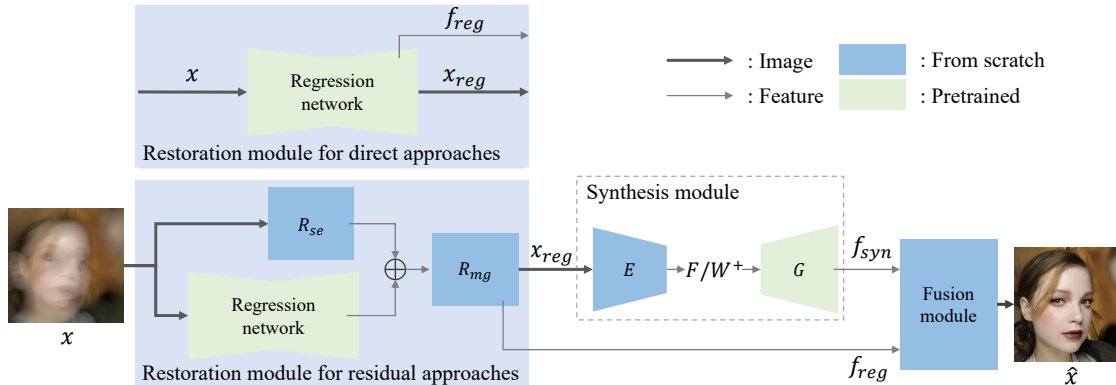 f_reg
x
Regression
network
x_reg
Restoration module for direct approaches
: Image
: From scratch
: Feature
: Pretrained
x
R_se
Regression
network
⊕
R_mg
Restoration module for residual approaches
x_reg
Synthesis module
E
F/W⁺
G
f_syn
f_reg
Fusion
module
x̂